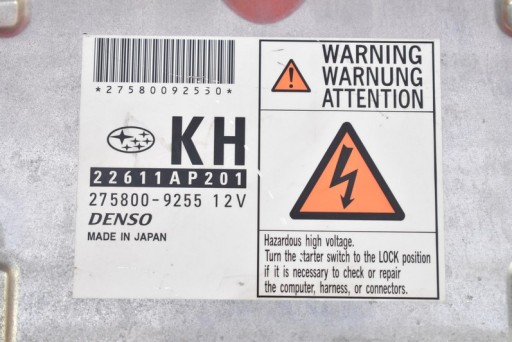 *27580092550*
KH
22611AP201
275800-9255 12V
DENSO
MADE IN JAPAN
WARNING
WARNUNG
ATTENTION
Hazardous high voltage.
Turn the starter switch to the LOCK position
if it is necessary to check or repair
the computer, harness, or connectors.